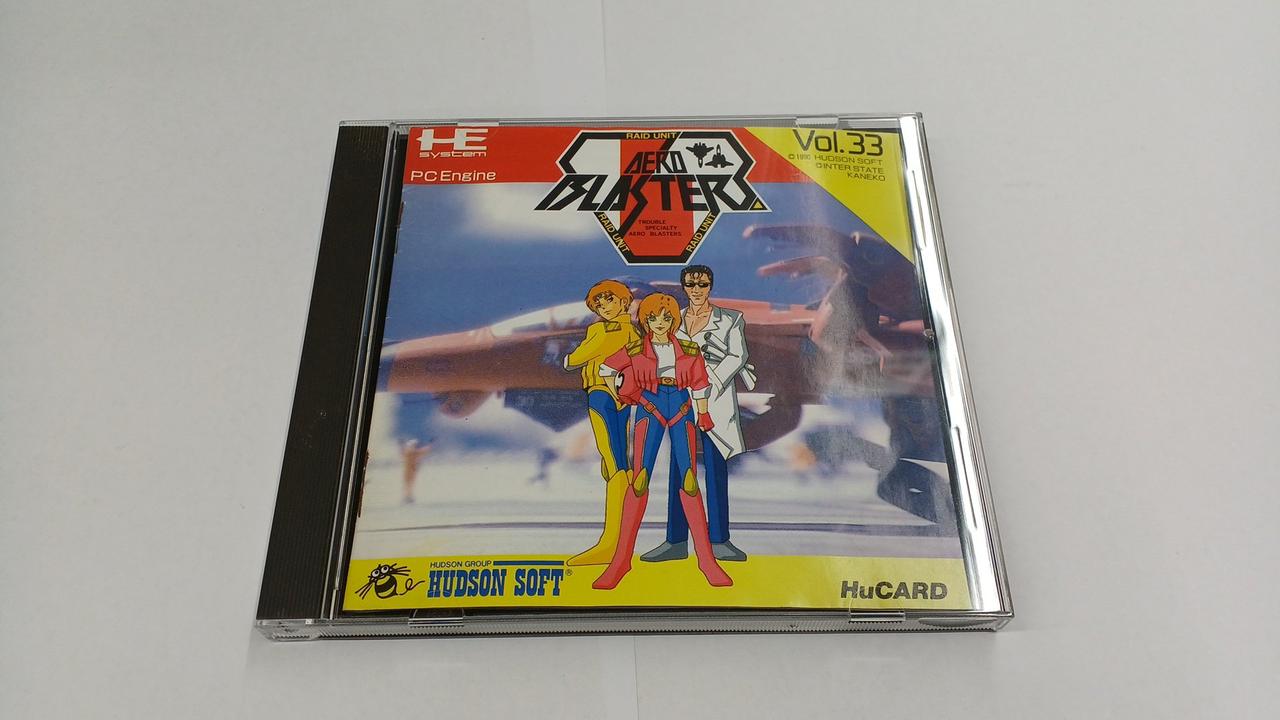 HE
system
PC Engine
RAID UNIT
AERO
BLASTERS
TROUBLE
SPECIALTY
AERO BLASTERS
RAID UNIT
RAID UNIT
Vol.33
© 1990 HUDSON SOFT
© INTER STATE
KANEKO
HUDSON GROUP
HUDSON SOFT®
HuCARD